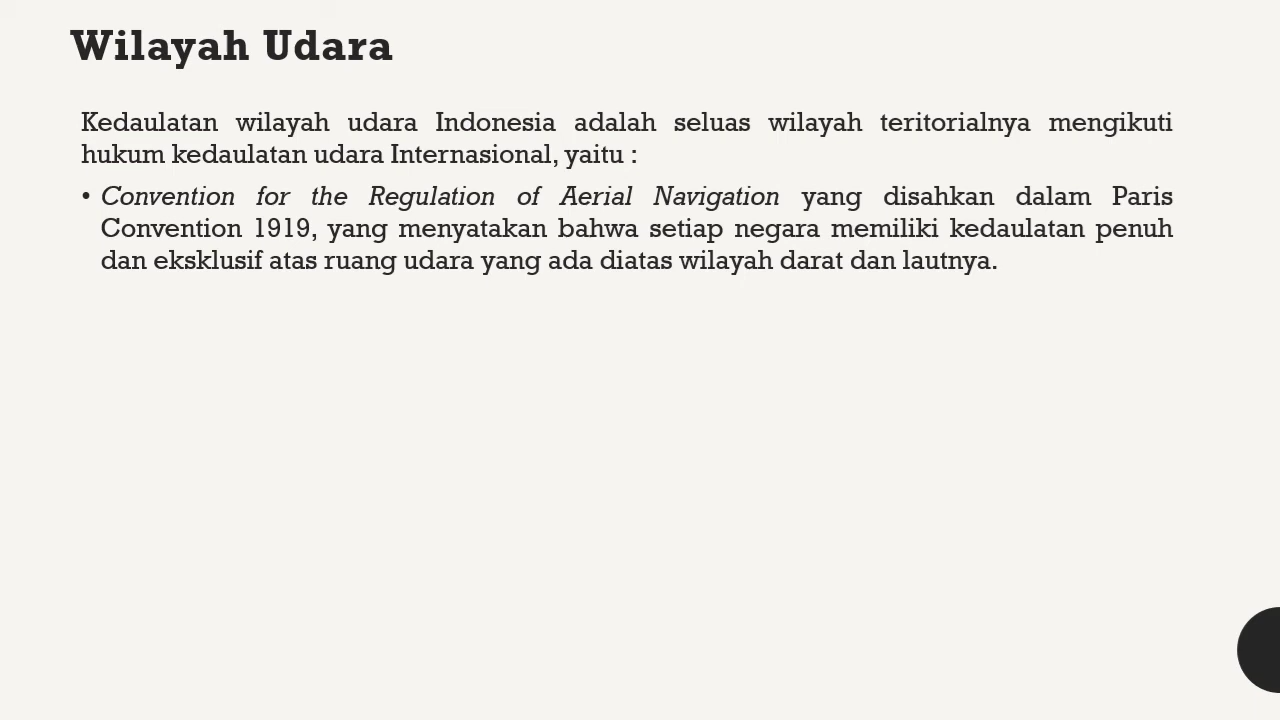 Wilayah Udara
Kedaulatan wilayah udara Indonesia adalah seluas wilayah teritorialnya mengikuti
hukum kedaulatan udara Internasional, yaitu :
• Convention for the Regulation of Aerial Navigation yang disahkan dalam Paris
Convention 1919, yang menyatakan bahwa setiap negara memiliki kedaulatan penuh
dan eksklusif atas ruang udara yang ada diatas wilayah darat dan lautnya.